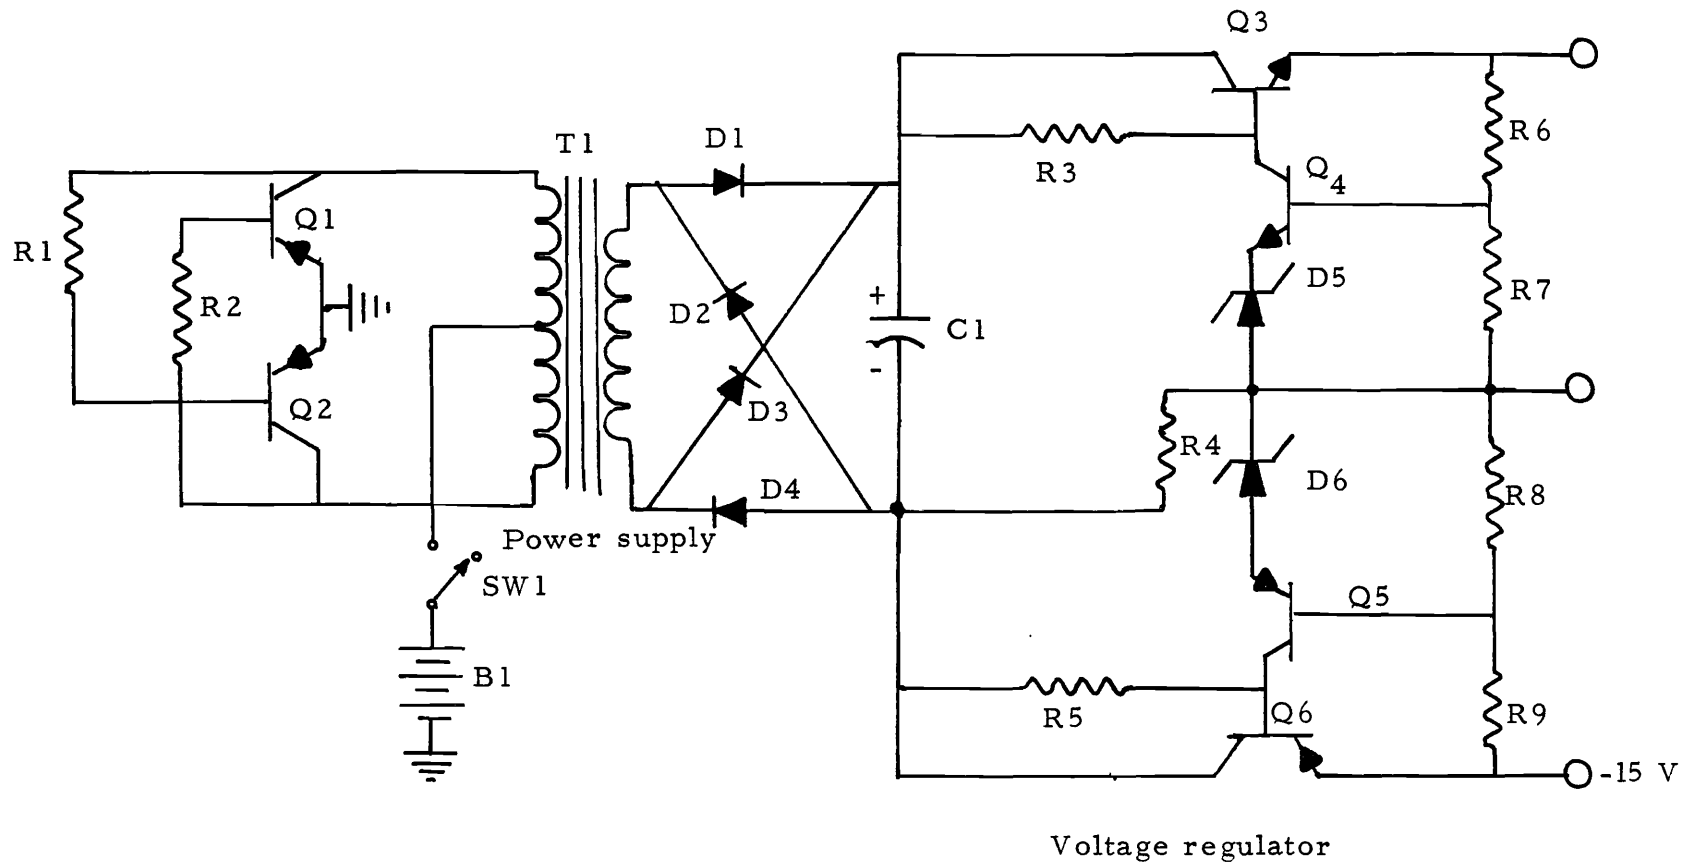 Q3
T1
D1
R3
R6
Q4
R1
Q1
R2
D5
R7
D2
+
C1
-
D3
Q2
R4
D6
R8
D4
Power supply
SW1
Q5
B1
R5
Q6
R9
-15 V
Voltage regulator